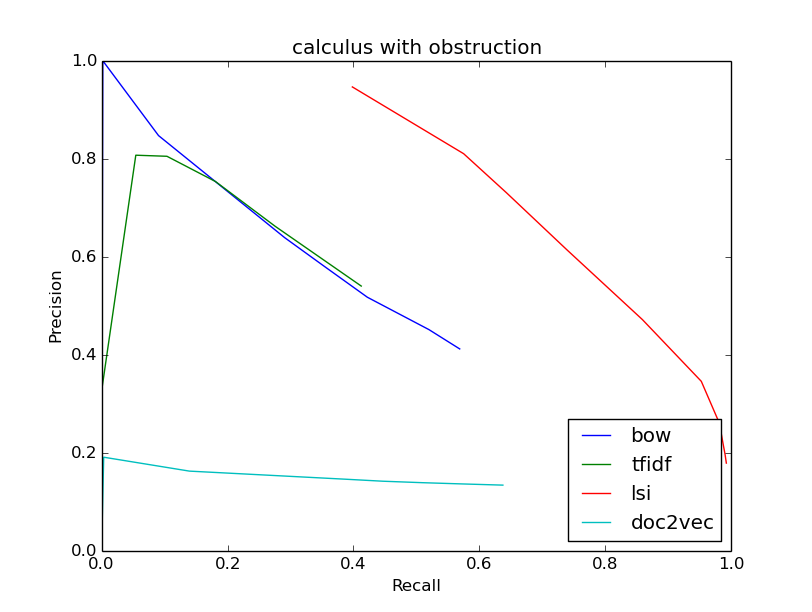 calculus with obstruction
1.0
0.8
0.6
0.4
0.2
0.0
Precision
0.0 0.2 0.4 0.6 0.8 1.0
Recall
bow
tfidf
lsi
doc2vec